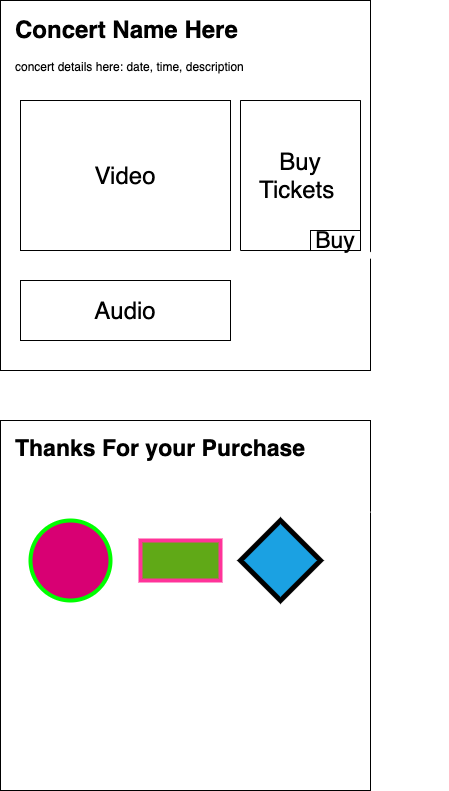 Concert Name Here
concert details here: date, time, description
Video
Buy
Tickets
Buy
Audio
Thanks For your Purchase